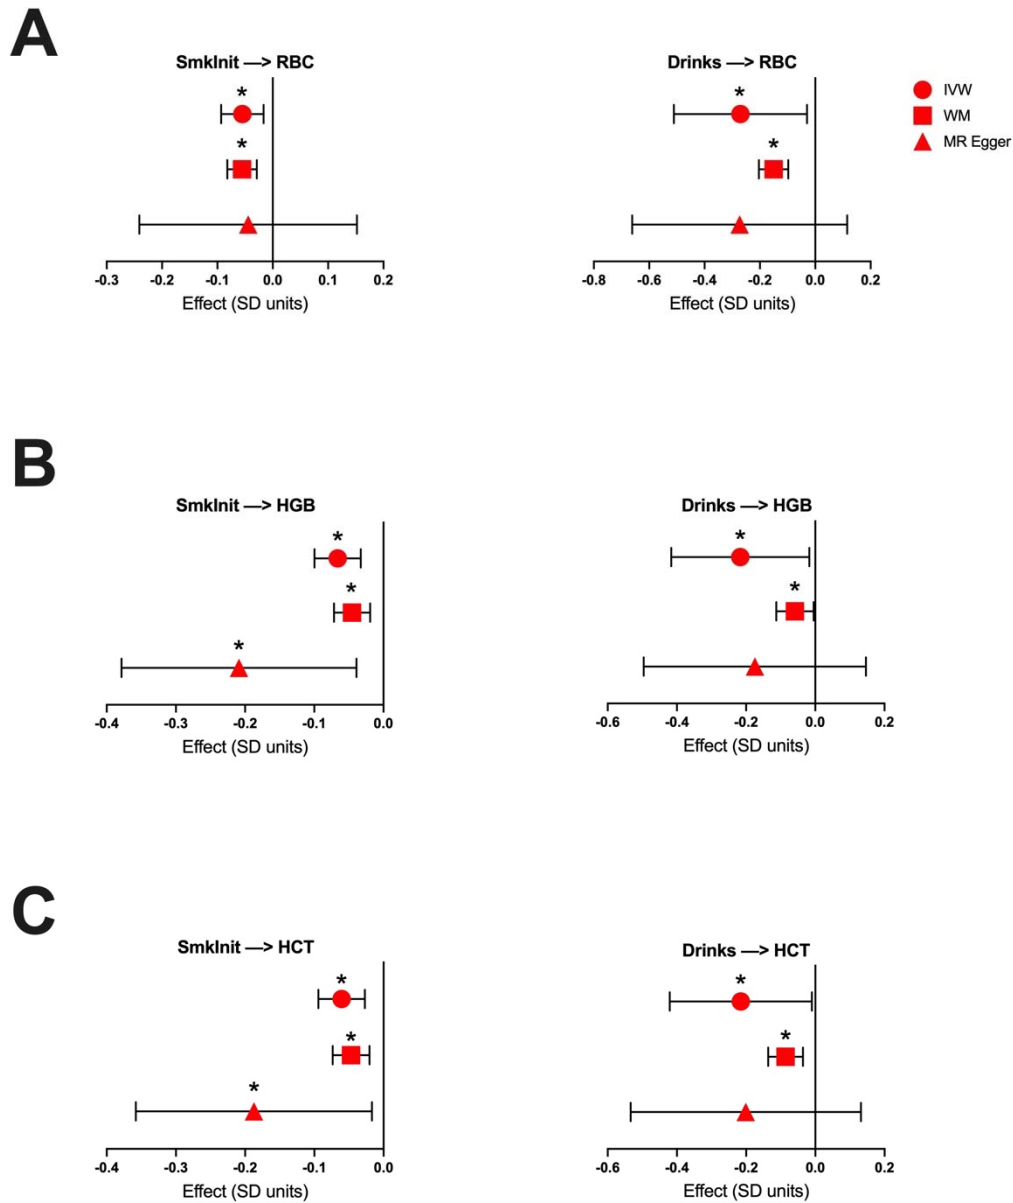 A
SmkInit —> RBC
*
*
-0.3 -0.2 -0.1 0.0 0.1 0.2
Effect (SD units)
Drinks —> RBC
*
*
-0.8 -0.6 -0.4 -0.2 0.0 0.2
Effect (SD units)
IVW
WM
MR Egger
B
SmkInit —> HGB
*
*
*
-0.4 -0.3 -0.2 -0.1 0.0
Effect (SD units)
Drinks —> HGB
*
*
-0.6 -0.4 -0.2 0.0 0.2
Effect (SD units)
C
SmkInit —> HCT
*
*
*
-0.4 -0.3 -0.2 -0.1 0.0
Effect (SD units)
Drinks —> HCT
*
*
-0.6 -0.4 -0.2 0.0 0.2
Effect (SD units)